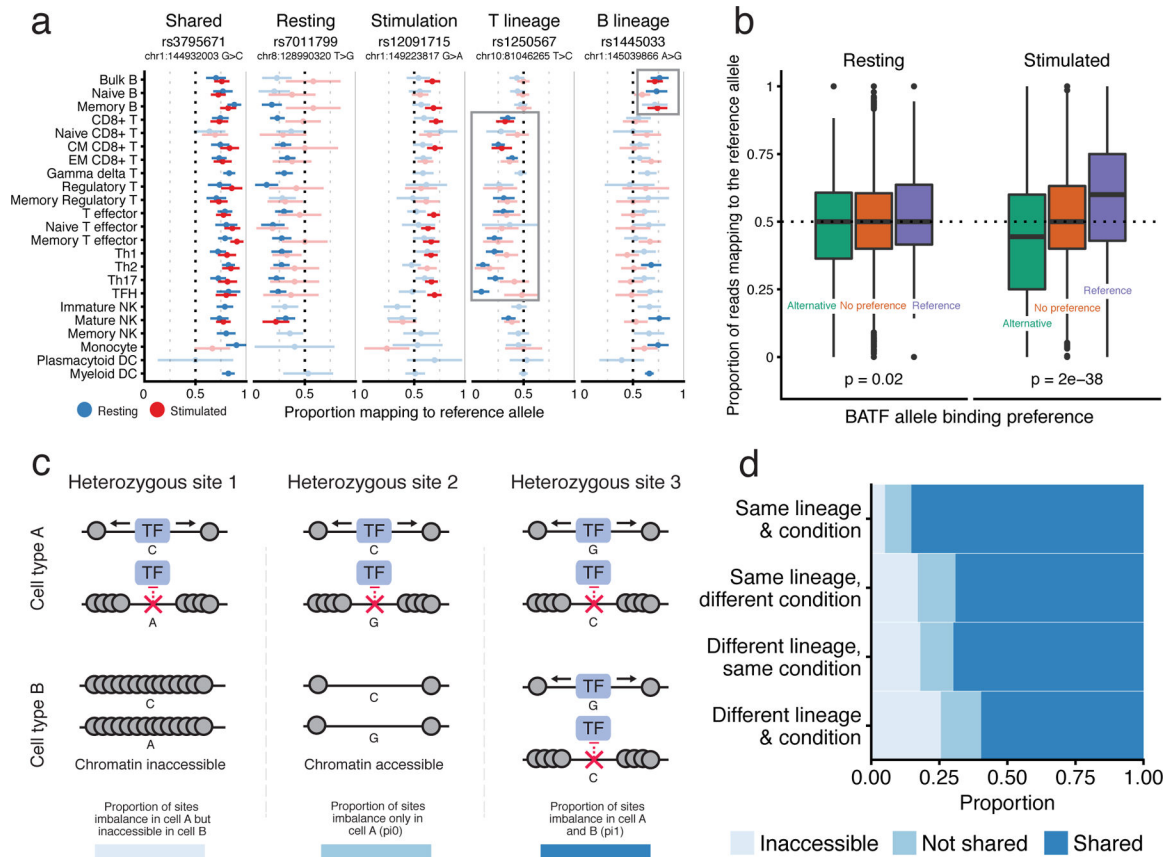 a
Shared
rs3795671
chr1:144932003 G>C
Resting
rs7011799
chr8:128990320 T>G
Stimulation
rs12091715
chr1:149223817 G>A
T lineage
rs1250567
chr10:81046265 T>C
B lineage
rs1445033
chr1:145039866 A>G
Bulk B
Naive B
Memory B
CD8+ T
Naive CD8+ T
CM CD8+ T
EM CD8+ T
Gamma delta T
Regulatory T
Memory Regulatory T
T effector
Naive T effector
Memory T effector
Th1
Th2
Th17
TFH
Immature NK
Mature NK
Memory NK
Monocyte
Plasmacytoid DC
Myeloid DC
0 0.5 1 0 0.5 1 0 0.5 1 0 0.5 1 0 0.5 1
Resting
Stimulated
Proportion mapping to reference allele
b
Resting
Stimulated
Proportion of reads mapping to the reference allele
1
0.75
0.5
0.25
0
Alternative
No preference
Reference
Alternative
No preference
Reference
p = 0.02
p = 2e−38
BATF allele binding preference
c
Heterozygous site 1
Heterozygous site 2
Heterozygous site 3
Cell type A
TF
C
TF
A
TF
C
TF
G
TF
G
TF
C
Cell type B
C
A
Chromatin inaccessible
C
G
Chromatin accessible
TF
G
TF
C
Proportion of sites
imbalance in cell A but
inaccessible in cell B
Proportion of sites
imbalance only in
cell A (pi0)
Proportion of sites
imbalance in cell A
and B (pi1)
d
Same lineage
& condition
Same lineage,
different condition
Different lineage,
same condition
Different lineage
& condition
0.00 0.25 0.50 0.75 1.00
Proportion
Inaccessible
Not shared
Shared